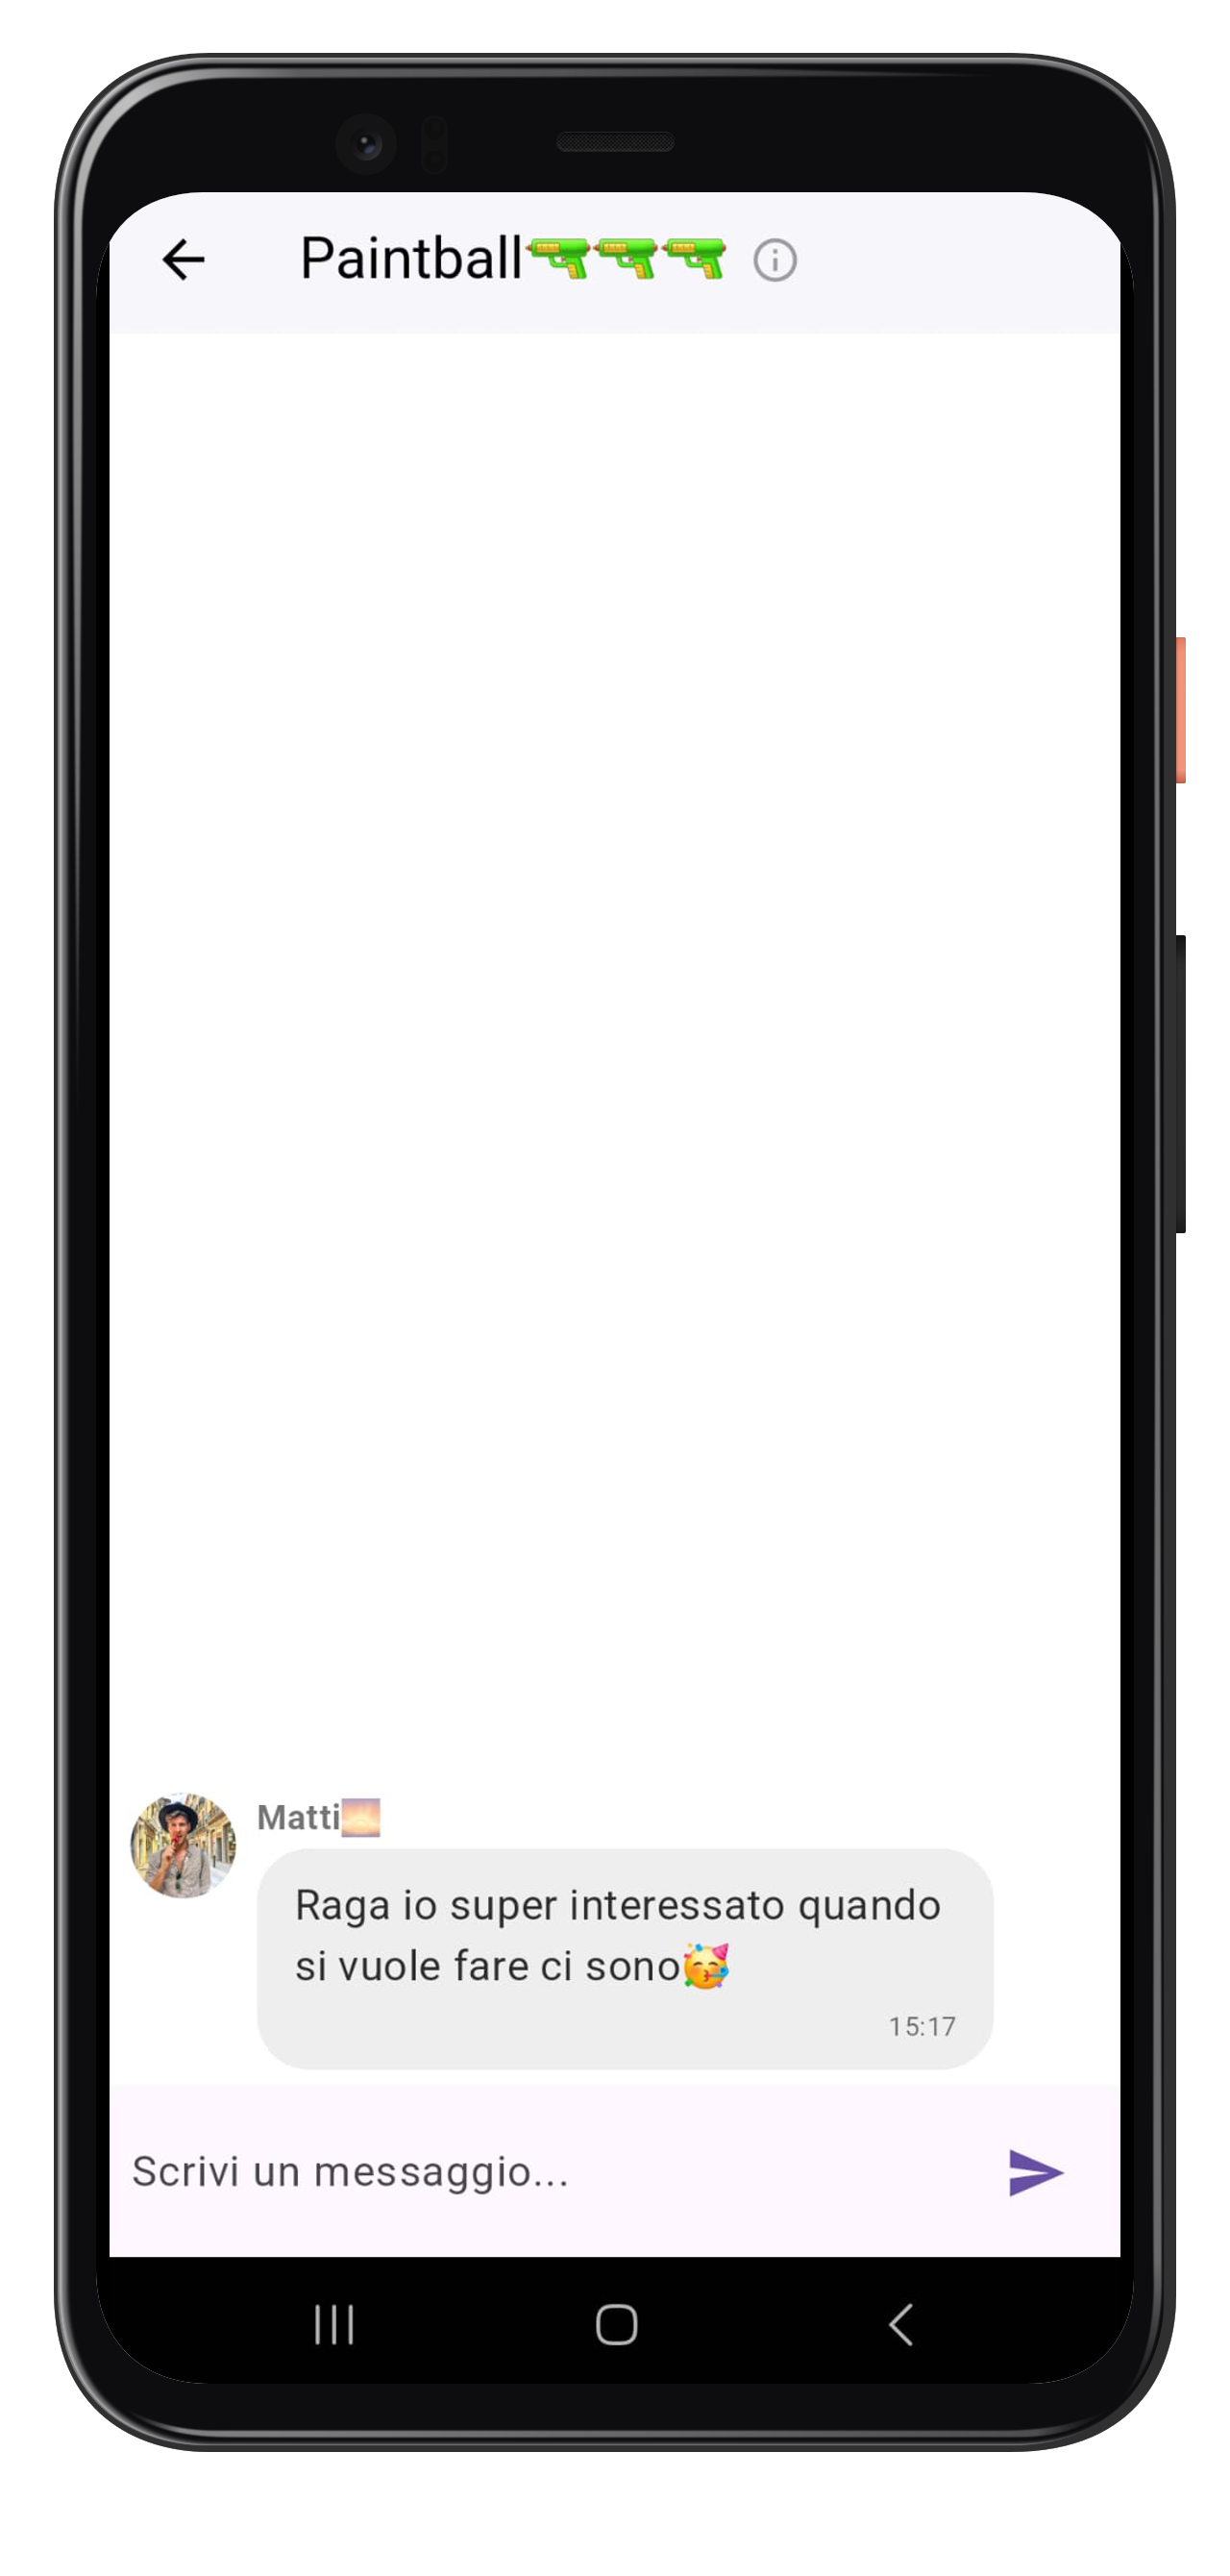 Paintball🔫🔫🔫
Matti🌅
Raga io super interessato quando
si vuole fare ci sono🥳
15:17
Scrivi un messaggio...